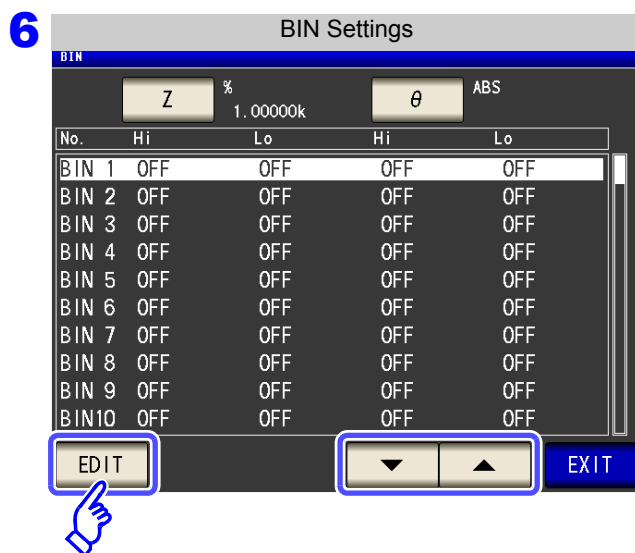 6
BIN Settings
BIN
Z % 1.00000k θ ABS
No. Hi Lo Hi Lo
BIN 1 OFF OFF OFF OFF
BIN 2 OFF OFF OFF OFF
BIN 3 OFF OFF OFF OFF
BIN 4 OFF OFF OFF OFF
BIN 5 OFF OFF OFF OFF
BIN 6 OFF OFF OFF OFF
BIN 7 OFF OFF OFF OFF
BIN 8 OFF OFF OFF OFF
BIN 9 OFF OFF OFF OFF
BIN10 OFF OFF OFF OFF
EDIT ▼ ▲ EXIT